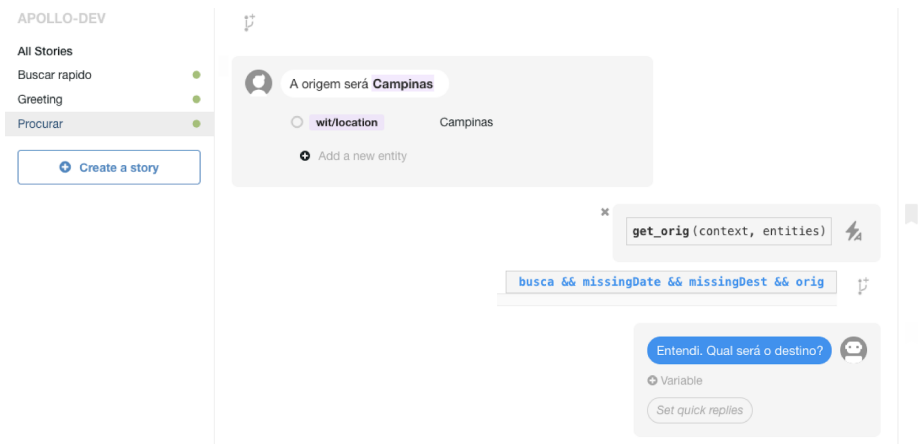 APOLLO-DEV
All Stories
Buscar rapido
Greeting
Procurar
Create a story
A origem será Campinas
wit/location Campinas
Add a new entity
get_orig(context, entities)
busca && missingDate && missingDest && orig
Entendi. Qual será o destino?
Variable
Set quick replies